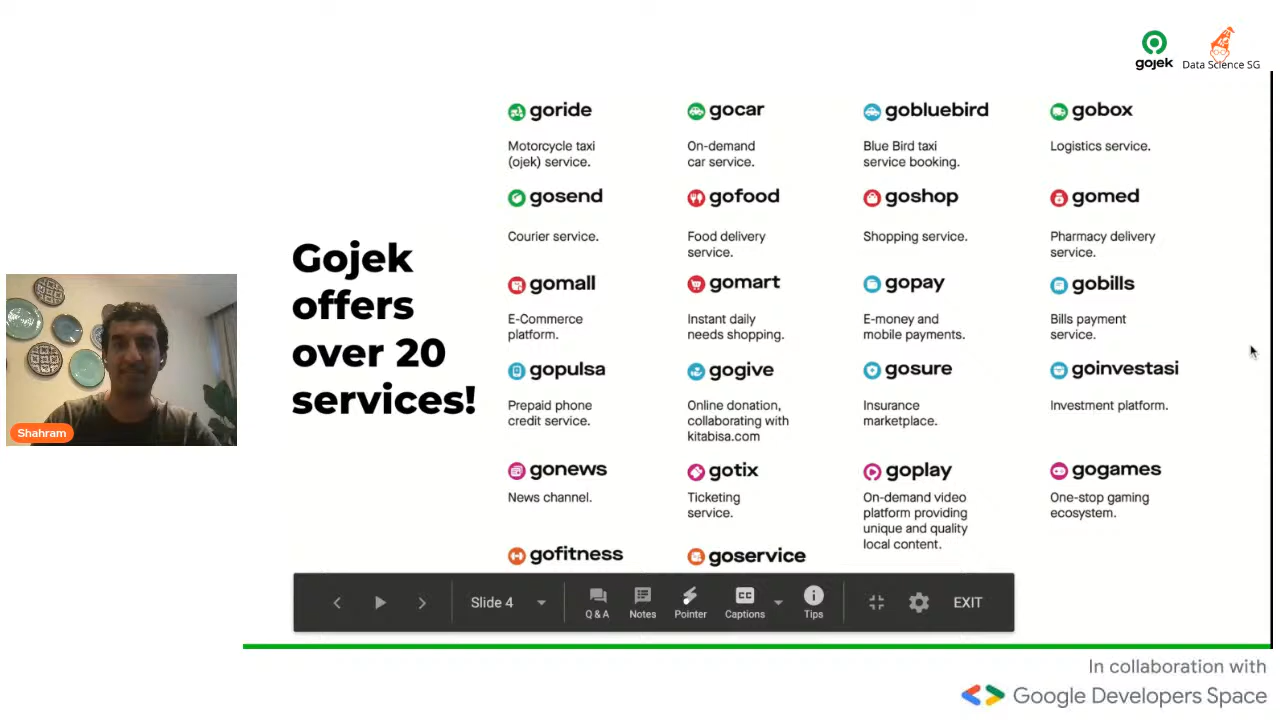 gojek
Data Science SG
Gojek
offers
over 20
services!
goride
Motorcycle taxi
(ojek) service.
gocar
On-demand
car service.
gobluebird
Blue Bird taxi
service booking.
gobox
Logistics service.
gosend
Courier service.
gofood
Food delivery
service.
goshop
Shopping service.
gomed
Pharmacy delivery
service.
gomall
E-Commerce
platform.
gomart
Instant daily
needs shopping.
gopay
E-money and
mobile payments.
gobills
Bills payment
service.
gopulsa
Prepaid phone
credit service.
gogive
Online donation,
collaborating with
kitabisa.com
gosure
Insurance
marketplace.
goinvestasi
Investment platform.
gonews
News channel.
gotix
Ticketing
service.
goplay
On-demand video
platform providing
unique and quality
local content.
gogames
One-stop gaming
ecosystem.
gofitness
goservice
Shahram
Slide 4
Q & A
Notes
Pointer
CC
Captions
Tips
EXIT
In collaboration with
Google Developers Space